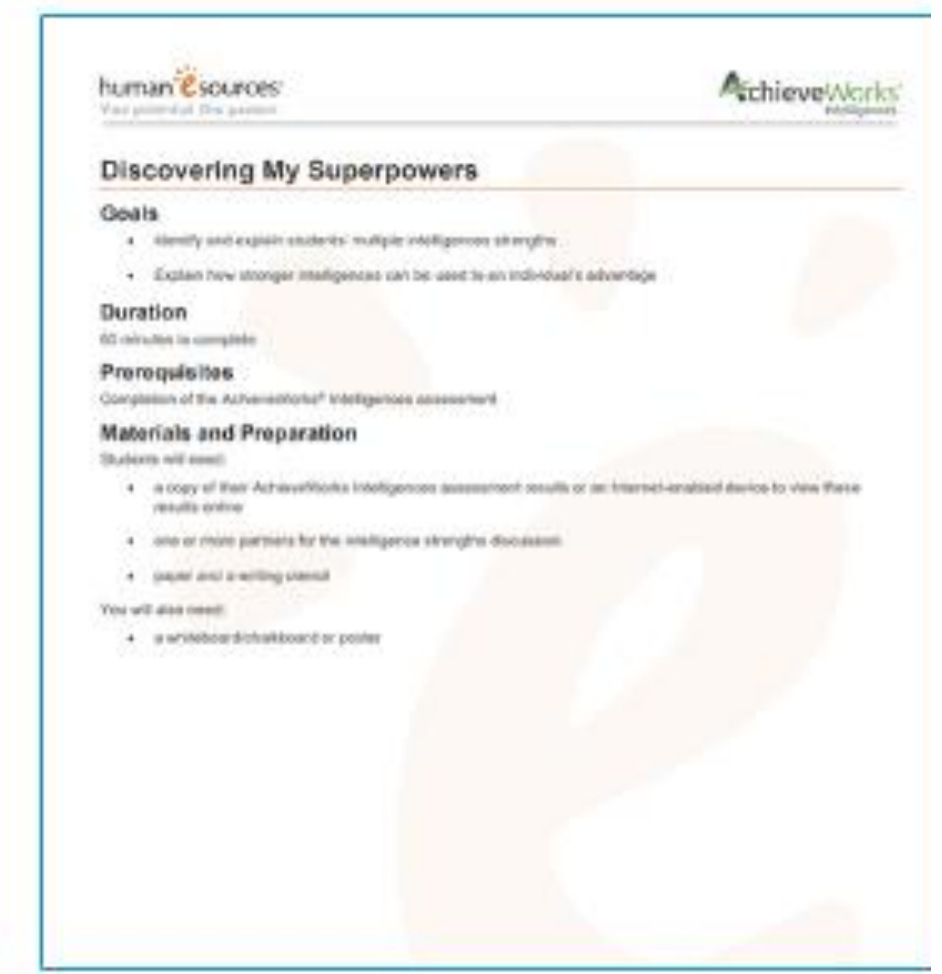 human esources
AchieveWorks
Intelligences
Discovering My Superpowers
Goals
• Identify and explain students' multiple intelligences strengths
• Explain how stronger intelligences can be used to an individual's advantage
Duration
minutes to complete
Prerequisites
Completion of the AchieveWorks® Intelligences assessment
Materials and Preparation
Students will need:
• a copy of their AchieveWorks Intelligences assessment results or an Internet-enabled device to view these
results online
• one or more partners for the intelligence strengths discussion
• paper and a writing utensil
You will also need:
• a whiteboard/chalkboard or poster